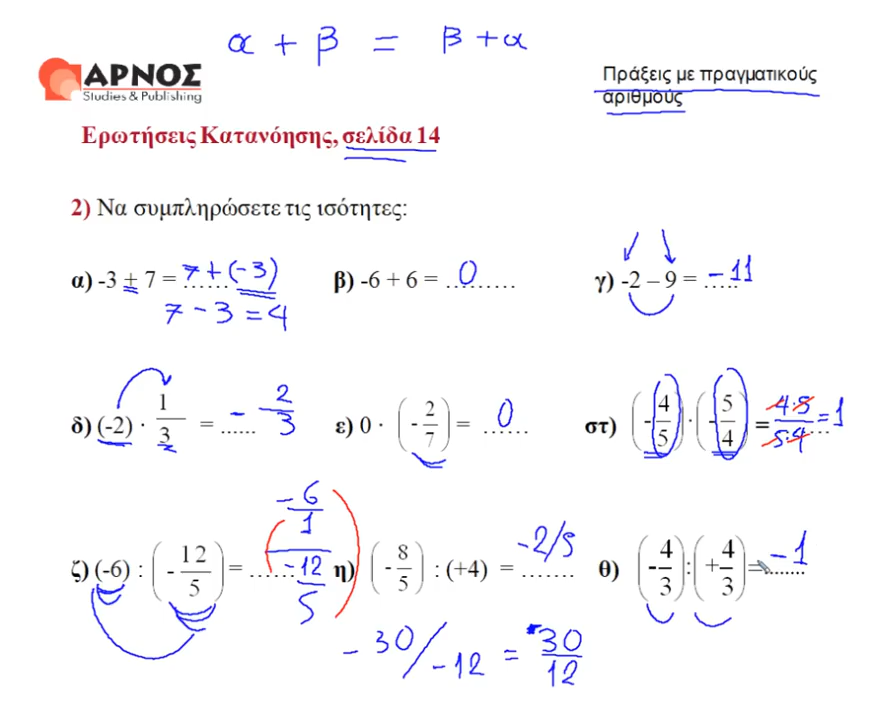 α + β = β + α
ΑΡΝΟΣ
Studies & Publishing
Πράξεις με πραγματικούς
αριθμούς
Ερωτήσεις Κατανόησης, σελίδα 14
2) Να συμπληρώσετε τις ισότητες:
α) -3 + 7 = 7 + (-3)
7 - 3 = 4
β) -6 + 6 = 0
γ) -2 – 9 = -11
δ) (-2) · 1/3 = - 2/3
ε) 0 · (- 2/7) = 0
στ) (- 4/5) · (- 5/4) = 4·5/5·4 = 1
ζ) (-6) : (- 12/5) = -6/1 / -12/5
-30/-12 = 30/12
η) (- 8/5) : (+4) = -2/5
θ) (- 4/3) : (+ 4/3) = -1